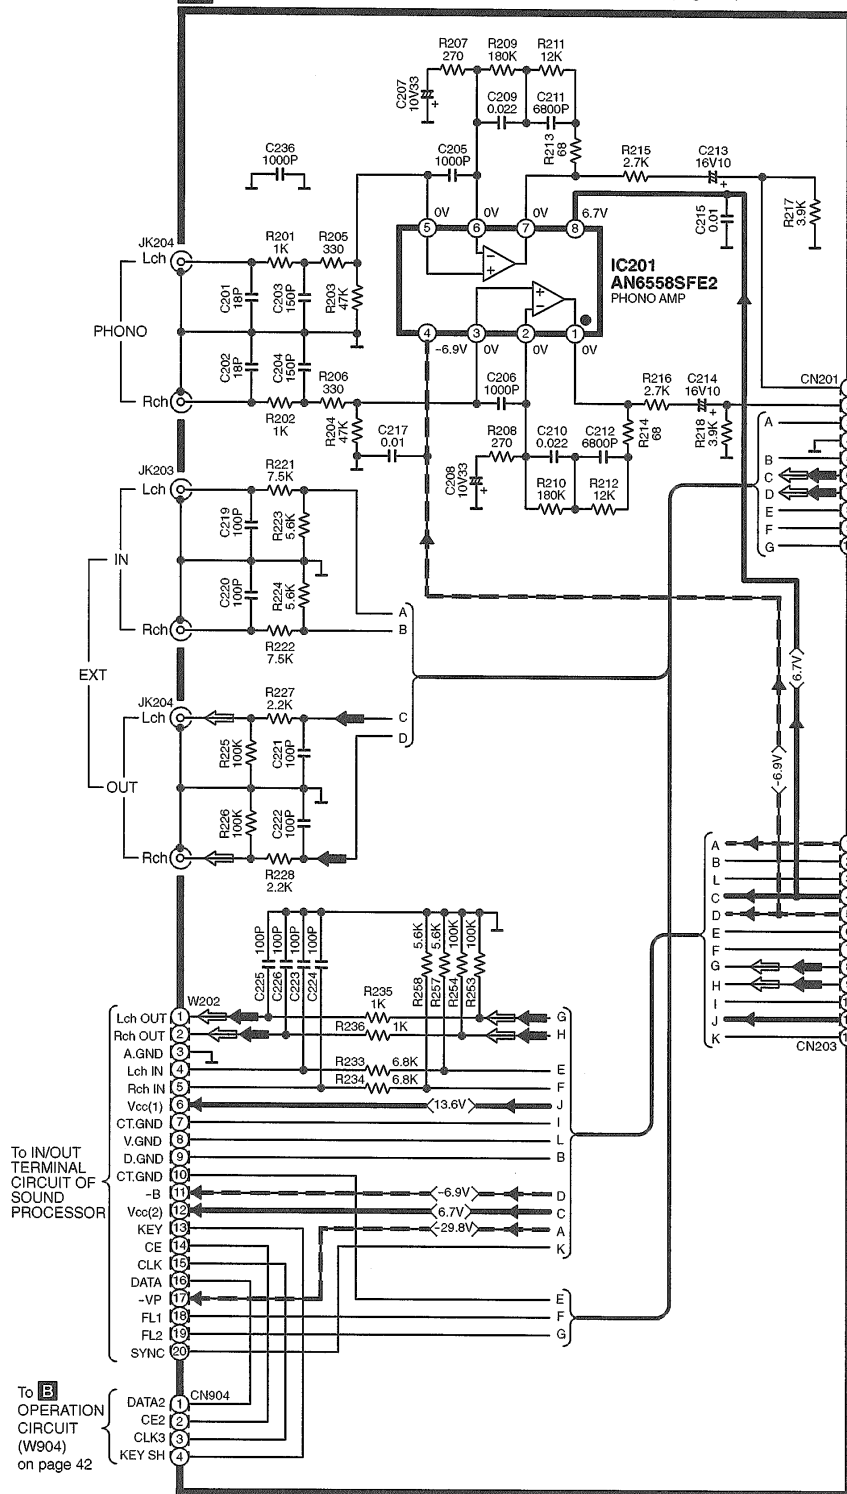 R207
270
R209
180K
R211
12K
C207
10V33
+
C209
0.022
C211
6800P
R213
68
C236
1000P
C205
1000P
R215
2.7K
C213
16V10
+
C215
0.01
R217
3.9K
5
0V
6
0V
7
0V
8
6.7V
JK204
Lch
R201
1K
R205
330
C201
18P
C203
150P
R203
47K
−
+
IC201
AN6558SFE2
PHONO AMP
+
−
PHONO
4
−6.9V
3
0V
2
0V
1
0V
C202
18P
C204
150P
R206
330
Rch
R202
1K
R204
47K
C217
0.01
C206
1000P
R216
2.7K
C214
16V10
+
CN201
R214
68
R218
3.9K
R208
270
C210
0.022
C212
6800P
C208
10V33
+
R210
180K
R212
12K
A
B
C
D
E
F
G
JK203
Lch
R221
7.5K
C219
100P
R223
5.6K
IN
C220
100P
R224
5.6K
Rch
R222
7.5K
A
B
EXT
JK204
Lch
R227
2.2K
C
D
R225
100K
C221
100P
OUT
R226
100K
C222
100P
Rch
R228
2.2K
6.7V
−6.9V
A
B
L
C
D
E
F
G
H
I
J
K
CN203
100P
100P
100P
100P
5.6K
5.6K
100K
100K
C225
C226
C223
C224
R258
R257
R254
R253
W202
R235
1K
Lch OUT 1 G
Rch OUT 2 R236 1K H
A.GND 3
Lch IN 4 R233 6.8K E
Rch IN 5 R234 6.8K F
Vcc(1) 6 13.6V J
CT.GND 7 I
V.GND 8 L
D.GND 9 B
CT.GND 10
−B 11 −6.9V D
Vcc(2) 12 6.7V C
KEY 13 −29.8V A
CE 14 K
CLK 15
DATA 16
−VP 17 E
FL1 18 F
FL2 19 G
SYNC 20
To IN/OUT
TERMINAL
CIRCUIT OF
SOUND
PROCESSOR
To B
OPERATION
CIRCUIT
(W904)
on page 42
CN904
DATA2 1
CE2 2
CLK3 3
KEY SH 4